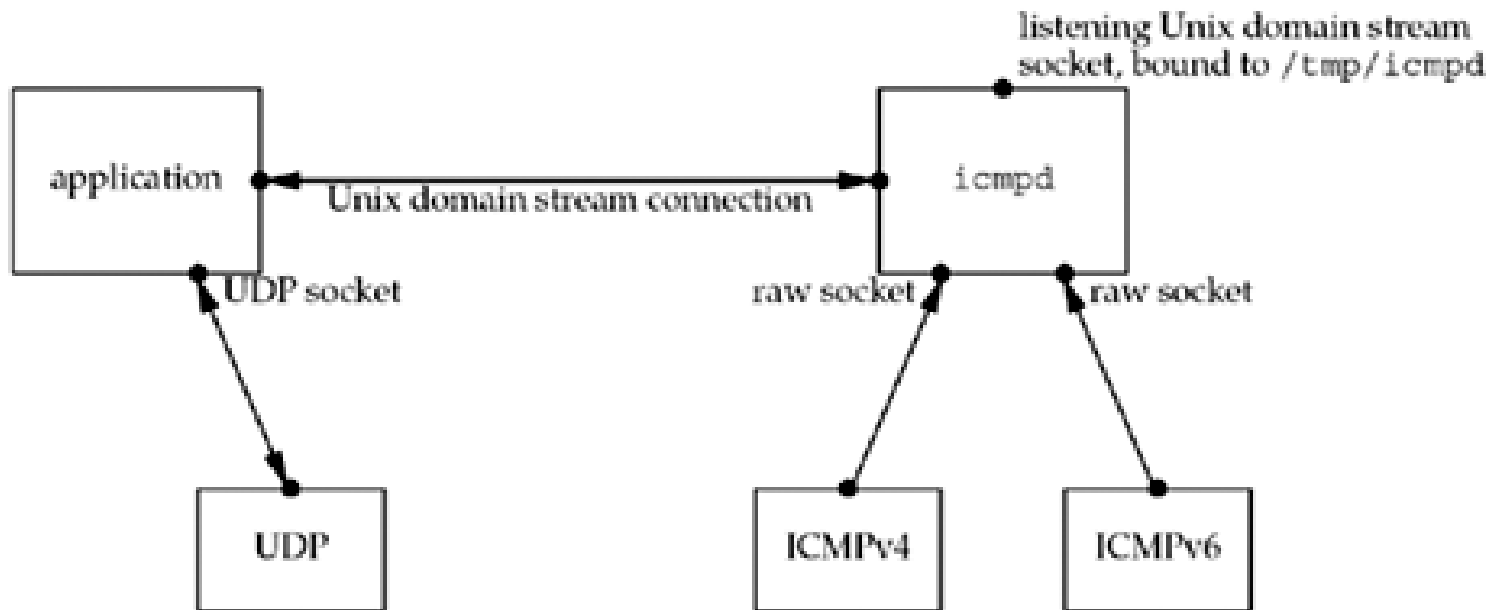 listening Unix domain stream
socket, bound to /tmp/icmpd
application
icmpd
Unix domain stream connection
UDP socket
raw socket
raw socket
UDP
ICMPv4
ICMPv6